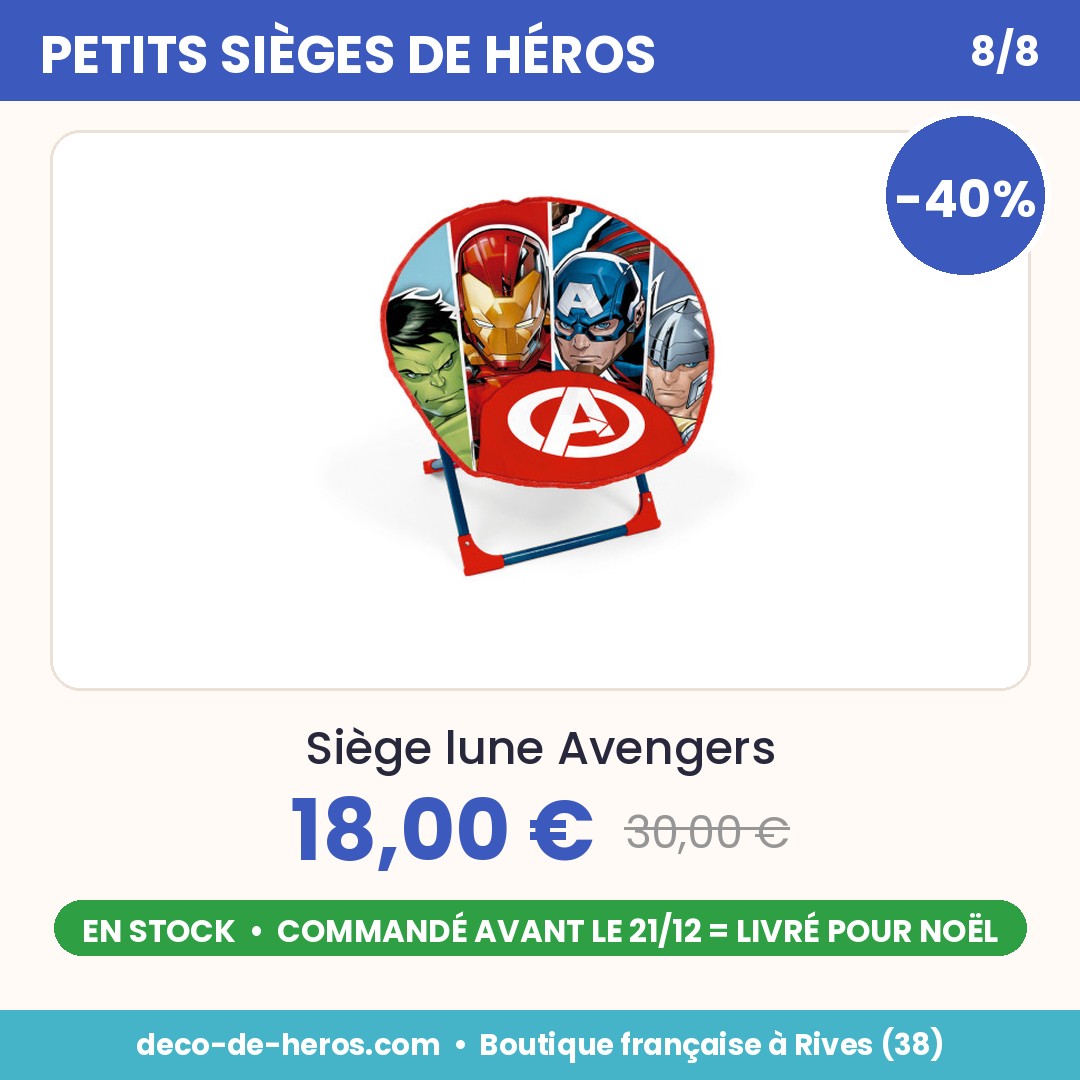 PETITS SIÈGES DE HÉROS
8/8
-40%
A
A
Siège lune Avengers
18,00 € 30,00 €
EN STOCK • COMMANDÉ AVANT LE 21/12 = LIVRÉ POUR NOËL
deco-de-heros.com • Boutique française à Rives (38)